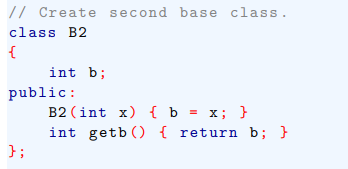 // Create second base class.
class B2
{
    int b;
public:
    B2(int x) { b = x; }
    int getb() { return b; }
};